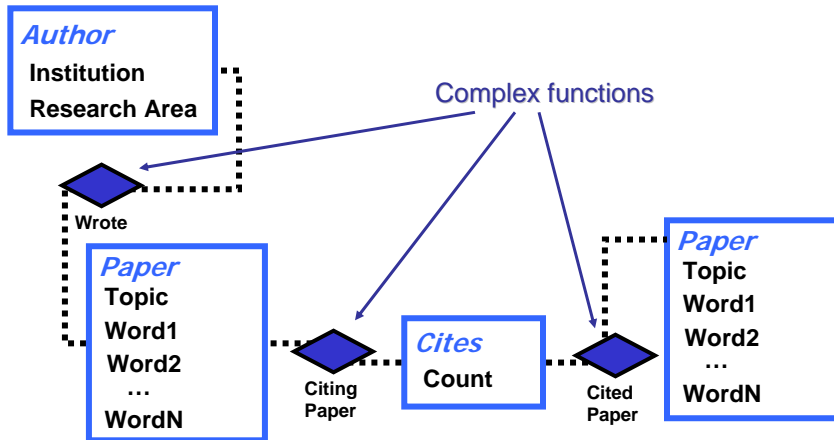 Author
Institution
Research Area
Complex functions
Wrote
Paper
Topic
Word1
Word2
...
WordN
Citing
Paper
Cites
Count
Cited
Paper
Paper
Topic
Word1
Word2
...
WordN